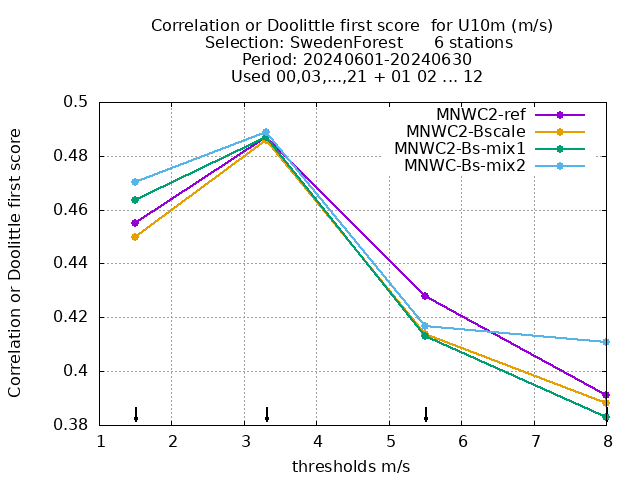 Correlation or Doolittle first score  for U10m (m/s)
Selection: SwedenForest      6 stations
Period: 20240601-20240630
Used 00,03,...,21 + 01 02 ... 12
Correlation or Doolittle first score
0.5
0.48
0.46
0.44
0.42
0.4
0.38
MNWC2-ref
MNWC2-Bscale
MNWC2-Bs-mix1
MNWC-Bs-mix2
1 2 3 4 5 6 7 8
thresholds m/s